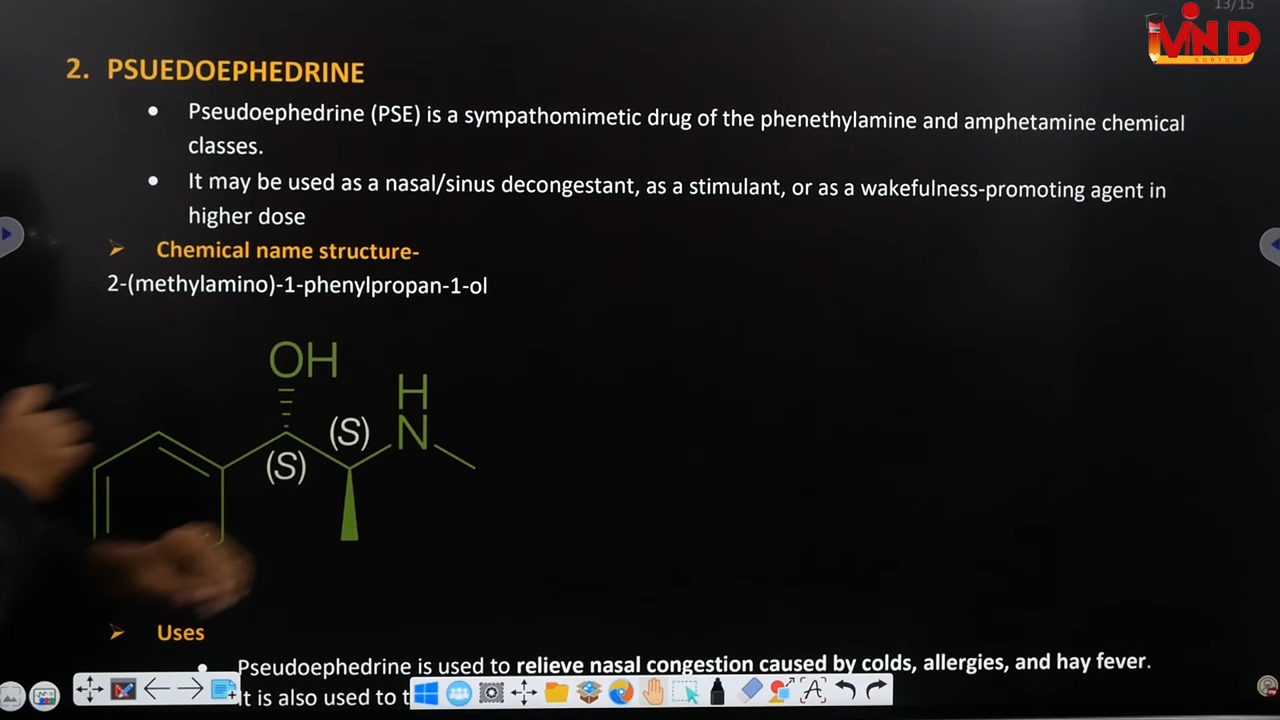 13/15
MIND
NURTURE
2. PSUEDOEPHEDRINE
• Pseudoephedrine (PSE) is a sympathomimetic drug of the phenethylamine and amphetamine chemical
classes.
• It may be used as a nasal/sinus decongestant, as a stimulant, or as a wakefulness-promoting agent in
higher dose
➢ Chemical name structure-
2-(methylamino)-1-phenylpropan-1-ol
OH
H
(S) N
(S)
➢ Uses
• Pseudoephedrine is used to relieve nasal congestion caused by colds, allergies, and hay fever.
It is also used to
A